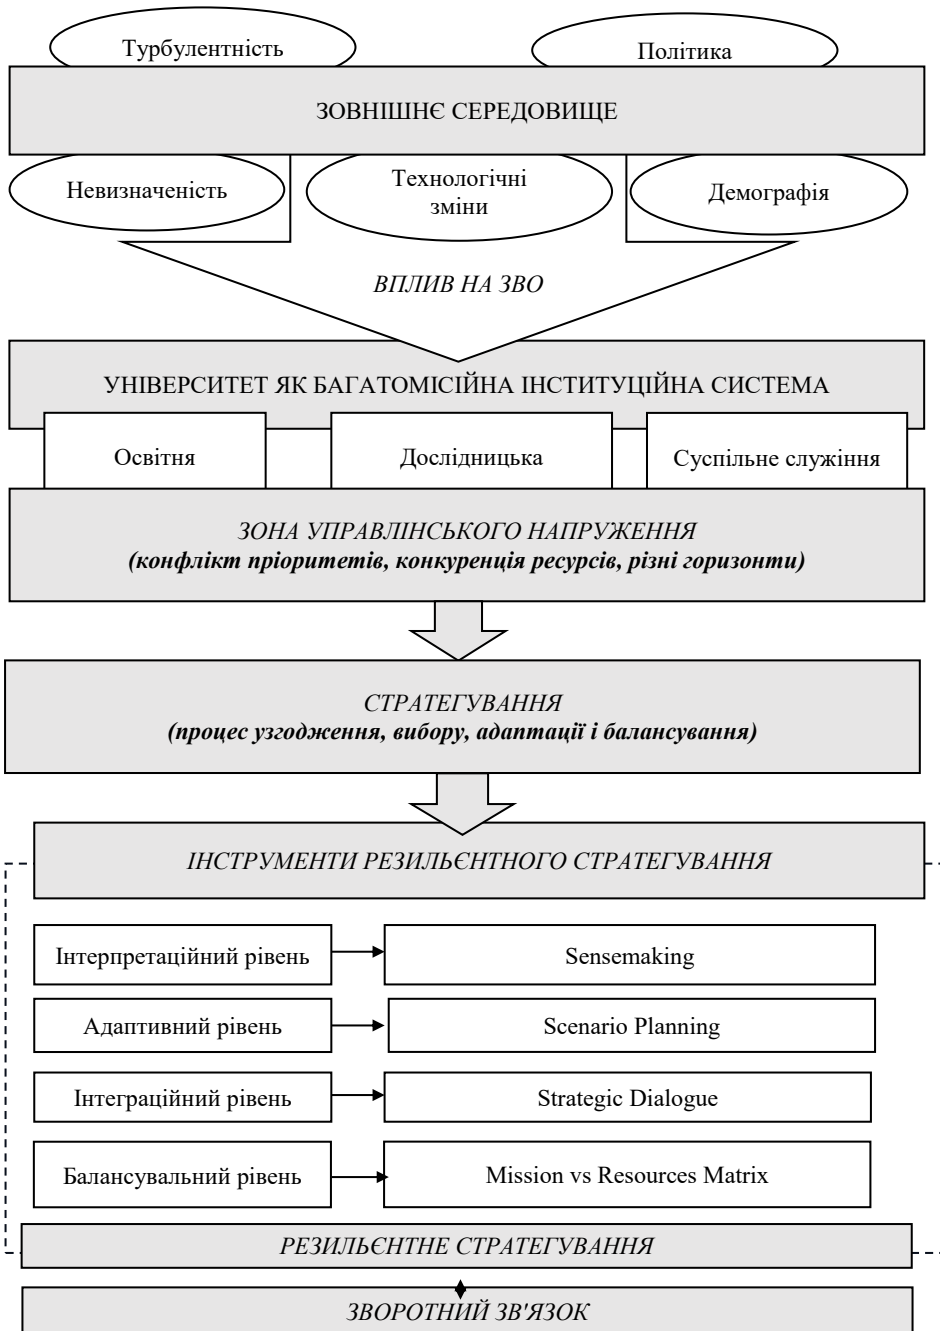 Турбулентність
Політика
ЗОВНІШНЄ СЕРЕДОВИЩЕ
Невизначеність
Технологічні
зміни
Демографія
ВПЛИВ НА ЗВО
УНІВЕРСИТЕТ ЯК БАГАТОМІСІЙНА ІНСТИТУЦІЙНА СИСТЕМА
Освітня
Дослідницька
Суспільне служіння
ЗОНА УПРАВЛІНСЬКОГО НАПРУЖЕННЯ
(конфлікт пріоритетів, конкуренція ресурсів, різні горизонти)
СТРАТЕГУВАННЯ
(процес узгодження, вибору, адаптації і балансування)
ІНСТРУМЕНТИ РЕЗИЛЬЄНТНОГО СТРАТЕГУВАННЯ
Інтерпретаційний рівень
Sensemaking
Адаптивний рівень
Scenario Planning
Інтеграційний рівень
Strategic Dialogue
Балансувальний рівень
Mission vs Resources Matrix
РЕЗИЛЬЄНТНЕ СТРАТЕГУВАННЯ
ЗВОРОТНИЙ ЗВ'ЯЗОК